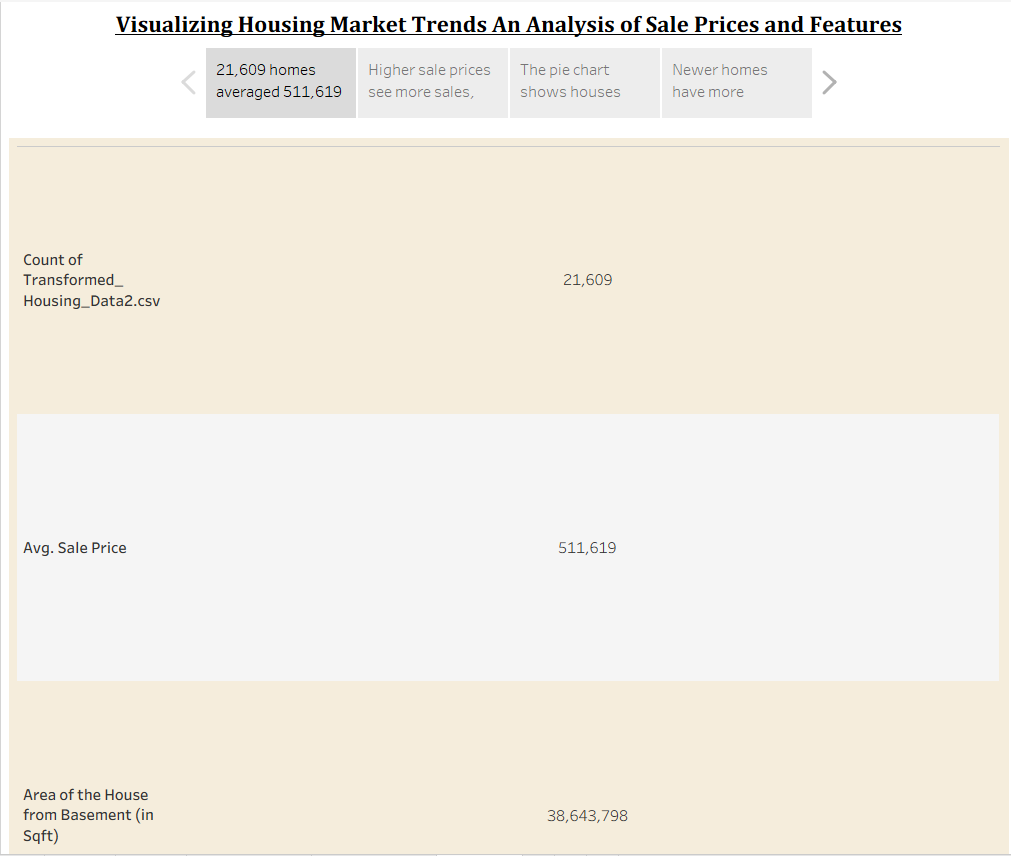 Visualizing Housing Market Trends An Analysis of Sale Prices and Features
21,609 homes
averaged 511,619
Higher sale prices
see more sales,
The pie chart
shows houses
Newer homes
have more
Count of
Transformed_
Housing_Data2.csv
21,609
Avg. Sale Price
511,619
Area of the House
from Basement (in
Sqft)
38,643,798